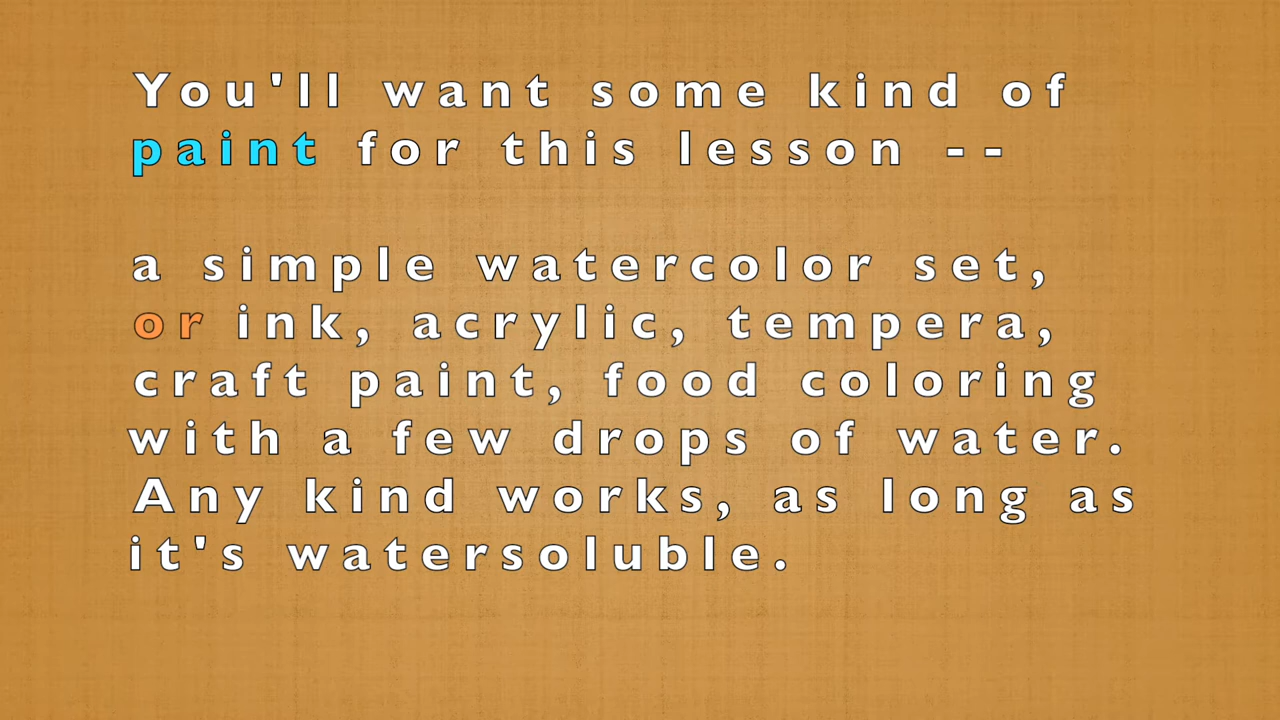 You'll want some kind of
paint for this lesson --
a simple watercolor set,
or ink, acrylic, tempera,
craft paint, food coloring
with a few drops of water.
Any kind works, as long as
it's watersoluble.